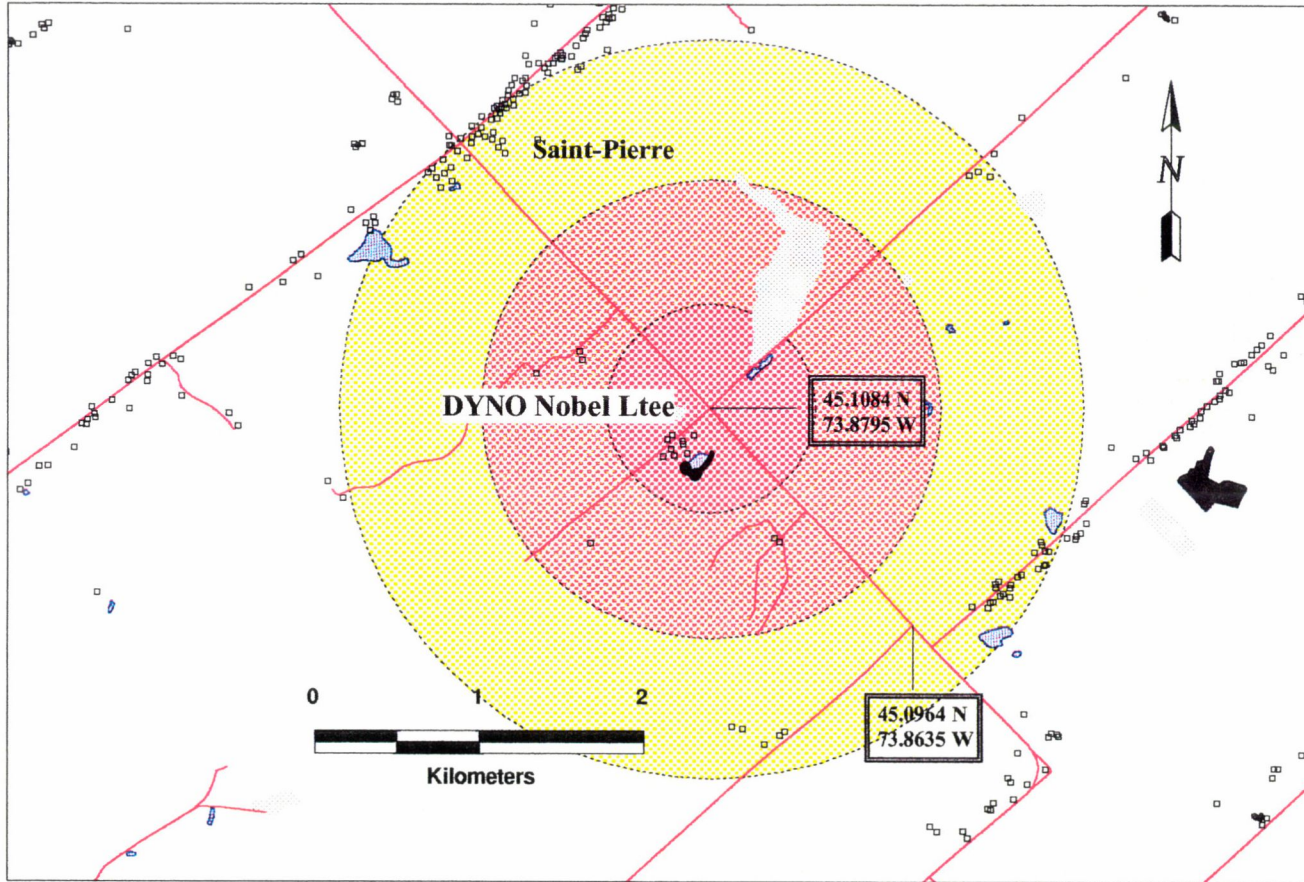 Saint-Pierre
N
DYNO Nobel Ltee
45.1084 N
73.8795 W
0 1 2
Kilometers
45.0964 N
73.8635 W